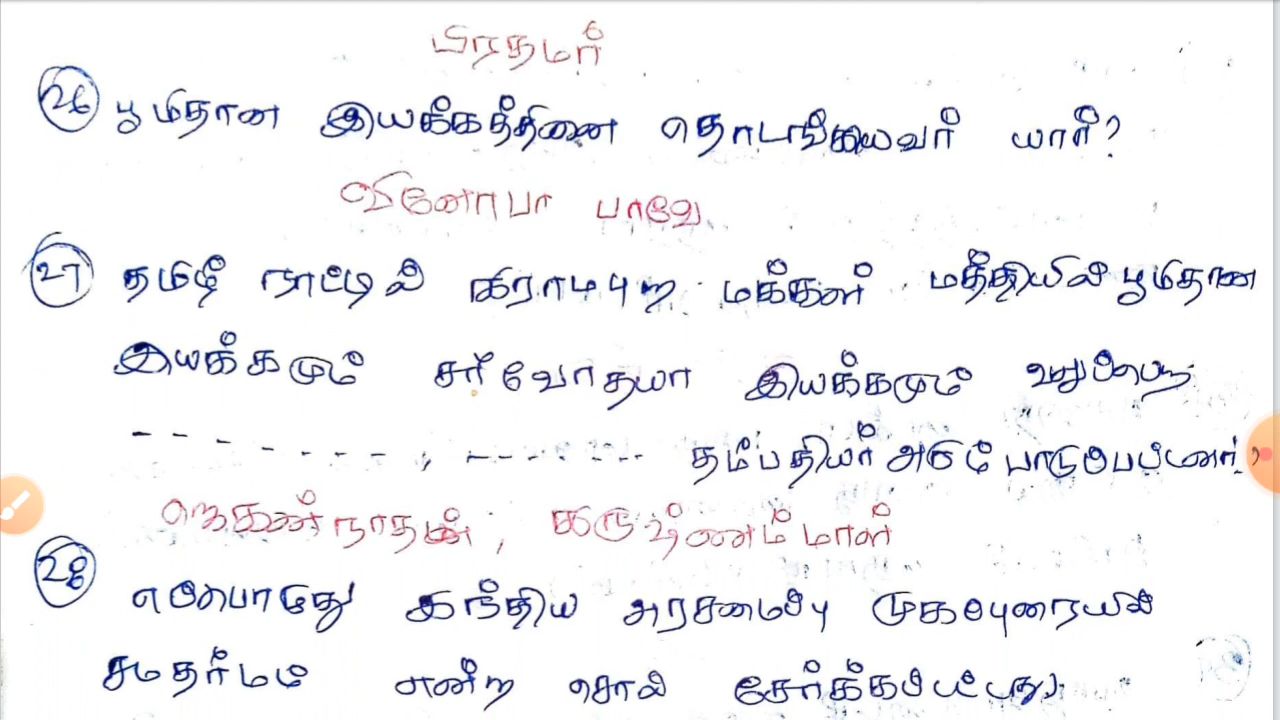 பிரதமர்
26 பூமிதான இயக்கத்தினை தொடங்கியவர் யார்?
வினோபா பாவே
27 தமிழ் நாட்டில் கிராமபுற மக்கள் மத்தியில் பூமிதான
இயக்கமும் சர்வோதயா இயக்கமும் வலுப்பெற
- - - - - - - - - , - - - - - - - - தம்பதியர் அரும் பாடுபட்டனர்.
ஜெகன்நாதன், கிருஷ்ணம்மாள்
28 எப்பொழுது இந்திய அரசமைப்பு முகப்புரையில்
சமதர்மம் என்ற சொல் சேர்க்கப்பட்டது